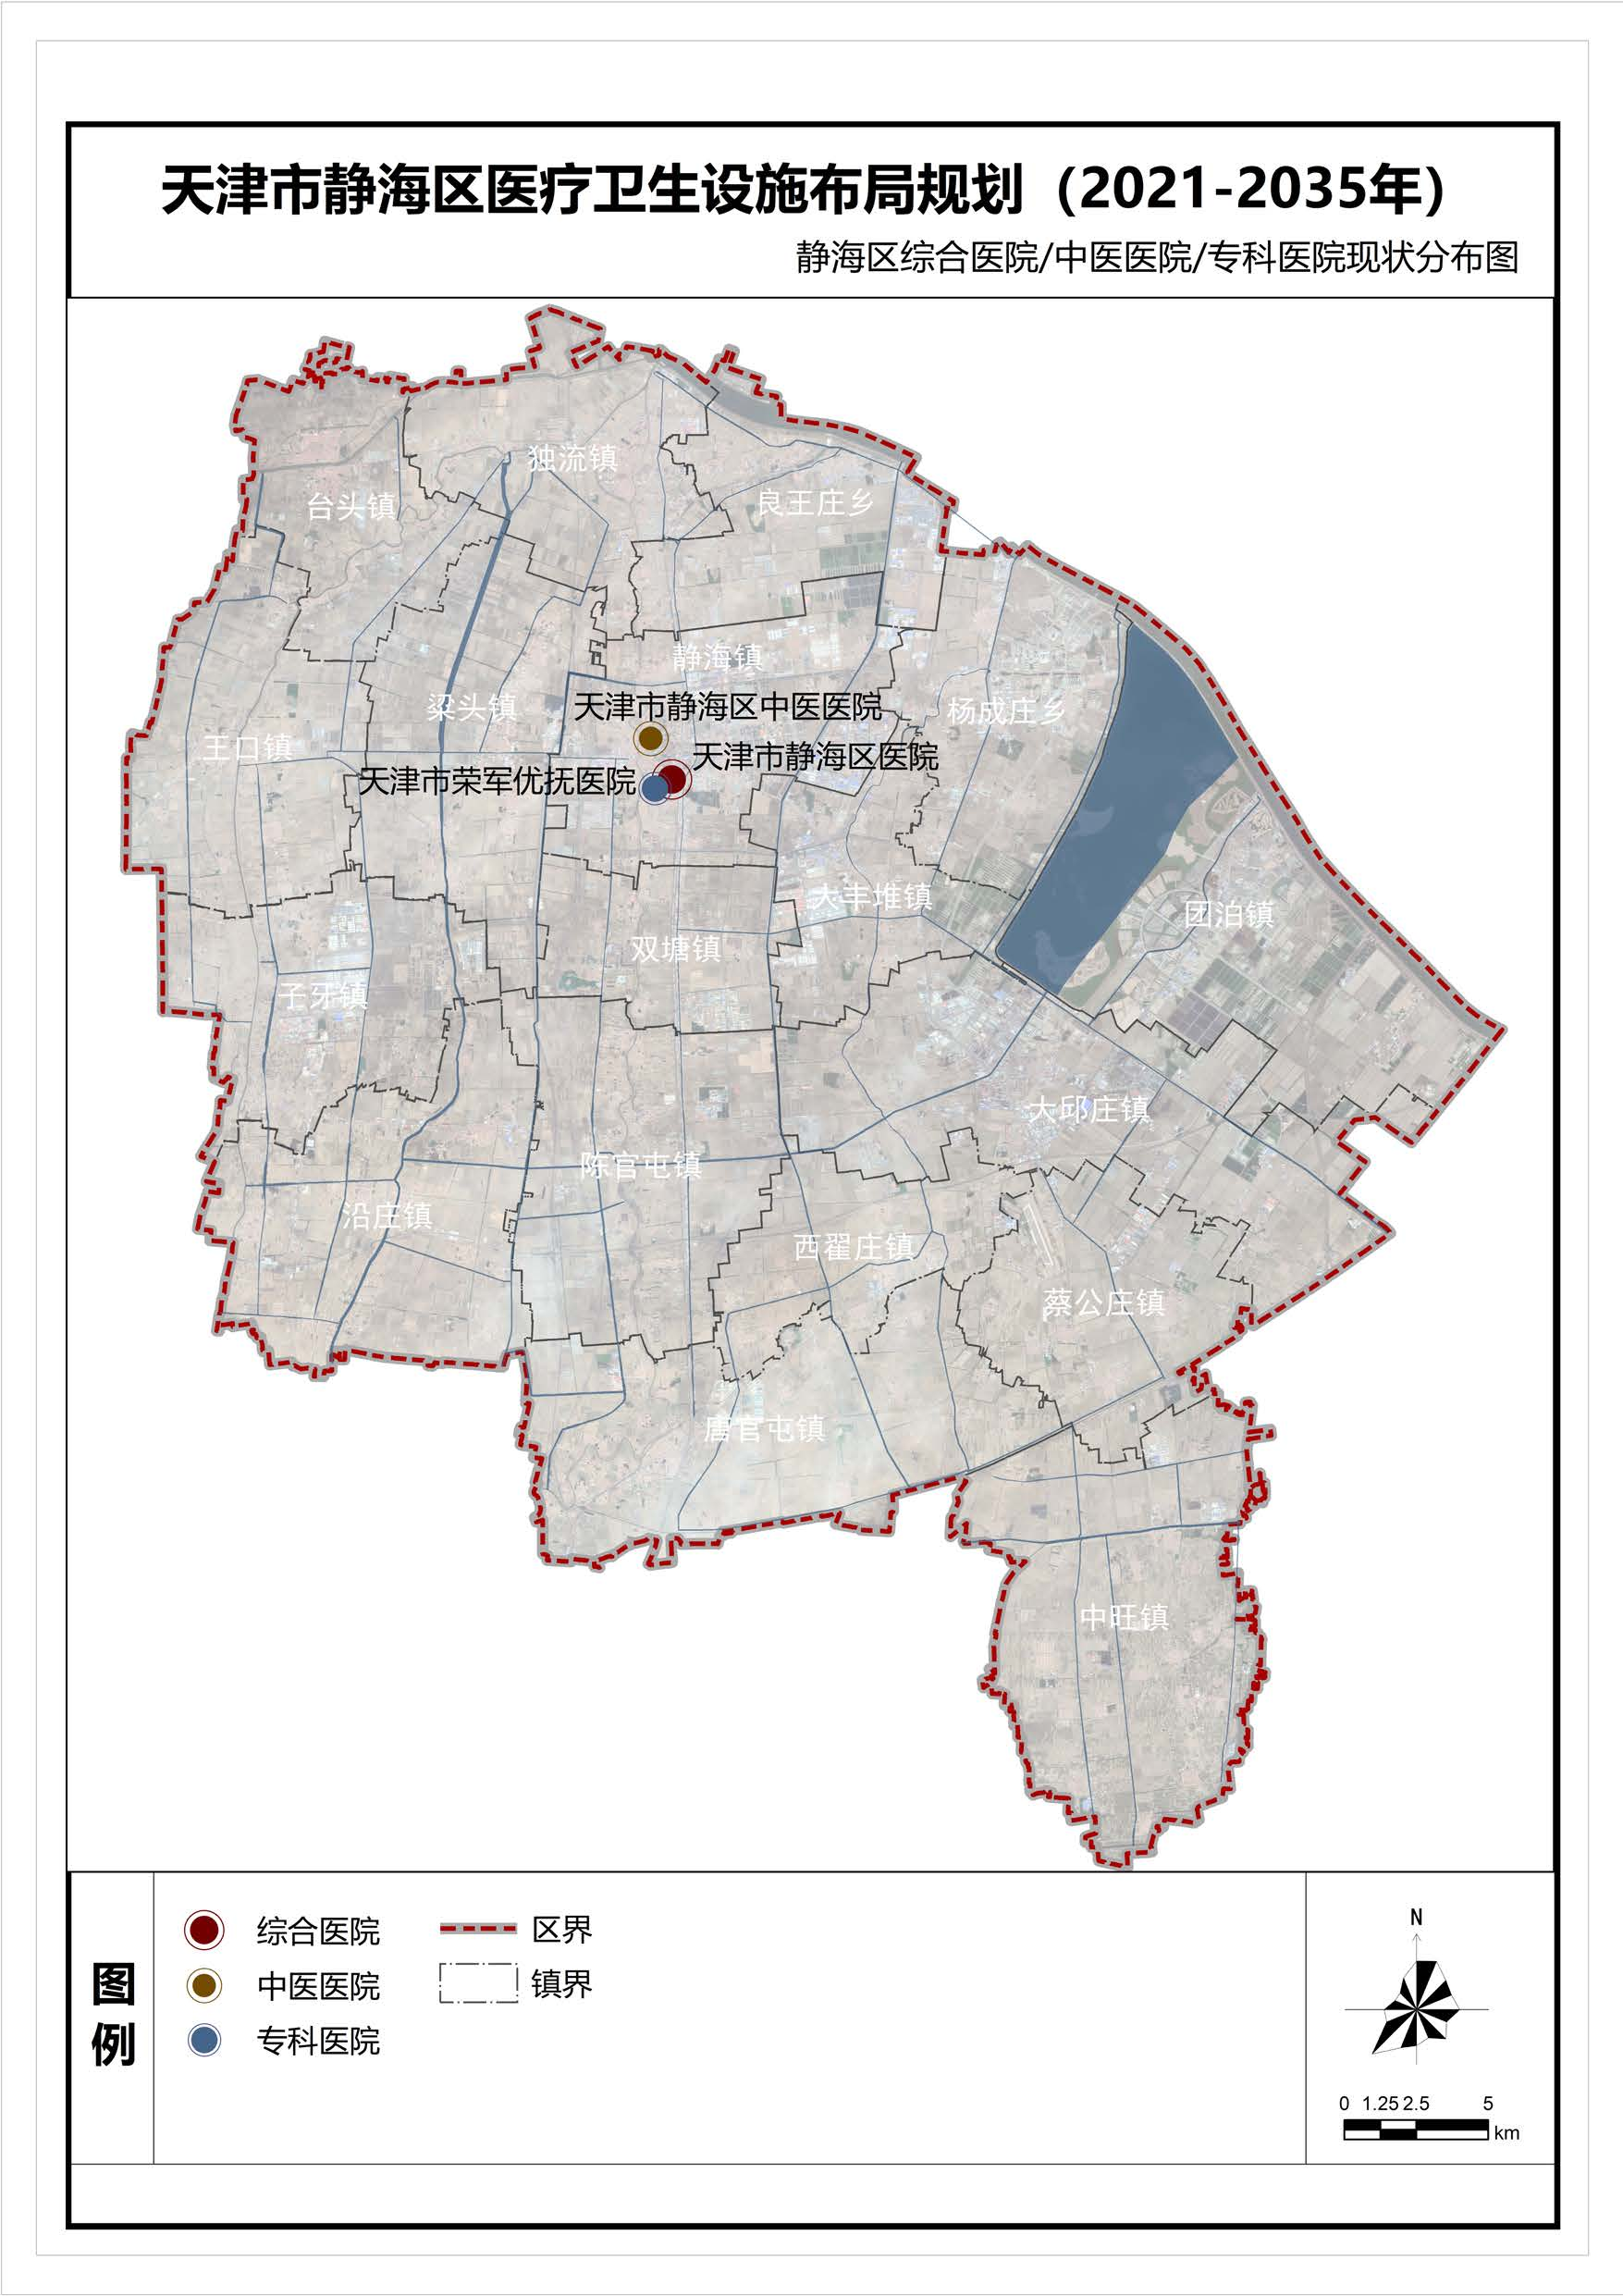 天津市静海区医疗卫生设施布局规划（2021-2035年）
静海区综合医院/中医医院/专科医院现状分布图
独流镇
台头镇
良王庄乡
静海镇
梁头镇
天津市静海区中医医院
杨成庄乡
王口镇
天津市静海区医院
天津市荣军优抚医院
大丰堆镇
团泊镇
双塘镇
子牙镇
大邱庄镇
陈官屯镇
沿庄镇
西翟庄镇
蔡公庄镇
唐官屯镇
中旺镇
图例
综合医院
中医医院
专科医院
区界
镇界
N
0 1.25 2.5 5
km